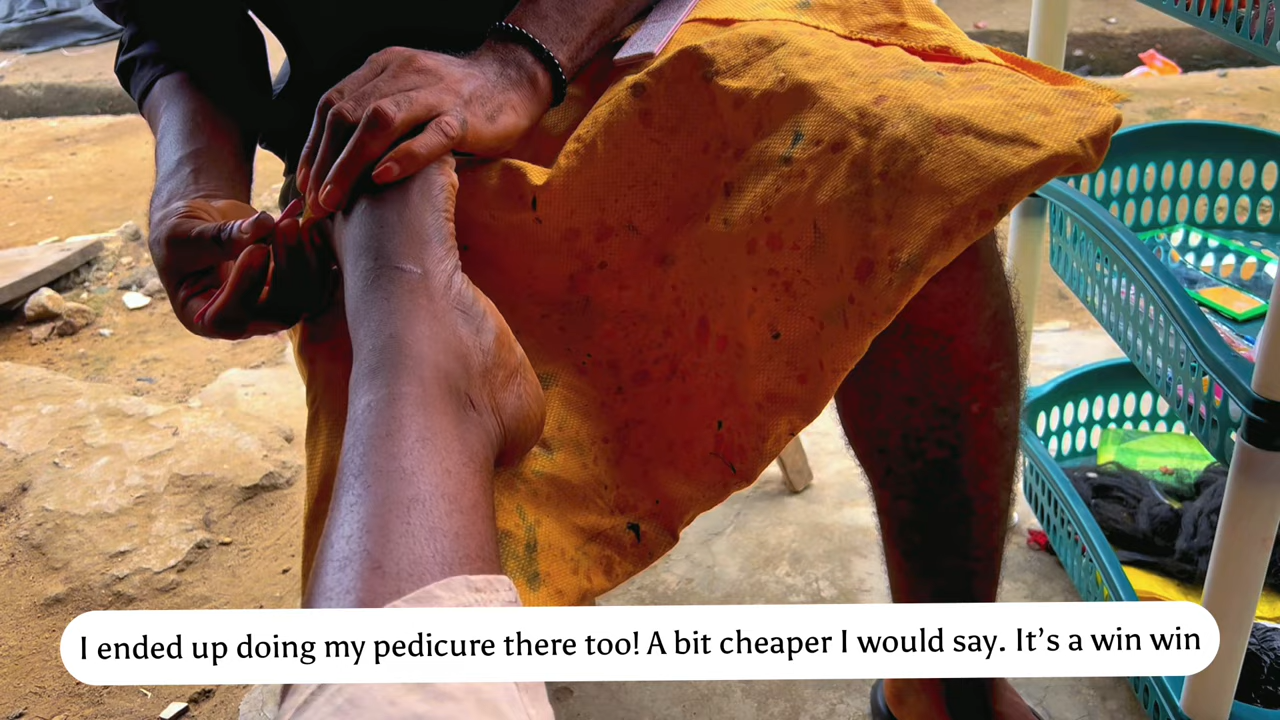 I ended up doing my pedicure there too! A bit cheaper I would say. It’s a win win